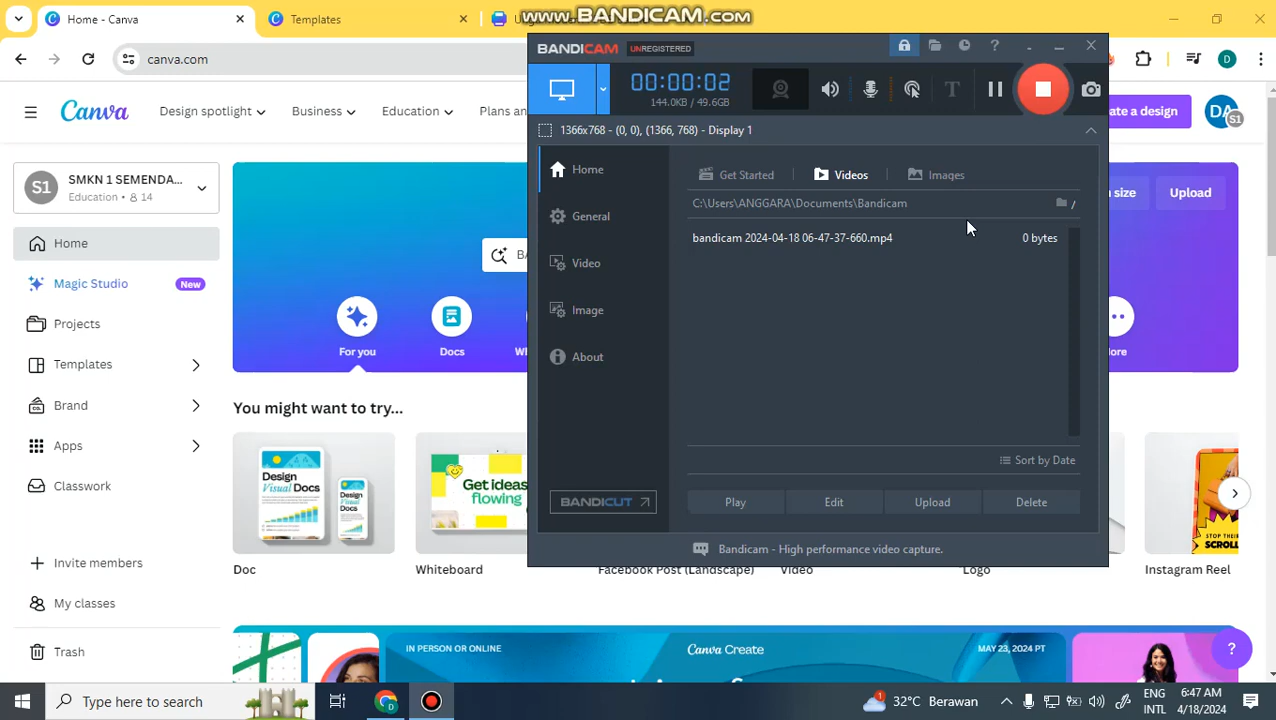 WWW.BANDICAM.COM
Home - Canva
Templates
canva.com
BANDICAM UNREGISTERED
00:00:02
144.0KB / 49.6GB
1366x768 - (0, 0), (1366, 768) - Display 1
Canva
Design spotlight
Business
Education
Plans an
DA
S1
S1
SMKN 1 SEMENDA...
Education • 14
Home
Magic Studio
New
Projects
Templates
Brand
Apps
Classwork
Invite members
My classes
Trash
Home
General
Video
Image
About
BANDICUT
Get Started
Videos
Images
C:\Users\ANGGARA\Documents\Bandicam
/
bandicam 2024-04-18 06-47-37-660.mp4
0 bytes
Sort by Date
Play
Edit
Upload
Delete
Bandicam - High performance video capture.
Upload
For you
Docs
You might want to try...
Design
Visual Docs
Get ideas
flowing
Doc
Whiteboard
Facebook Post (Landscape)
Video
Logo
Instagram Reel
STOP THE
SCROLL
IN PERSON OR ONLINE
Canva Create
MAY 23, 2024 PT
?
Type here to search
32°C Berawan
ENG
INTL
6:47 AM
4/18/2024